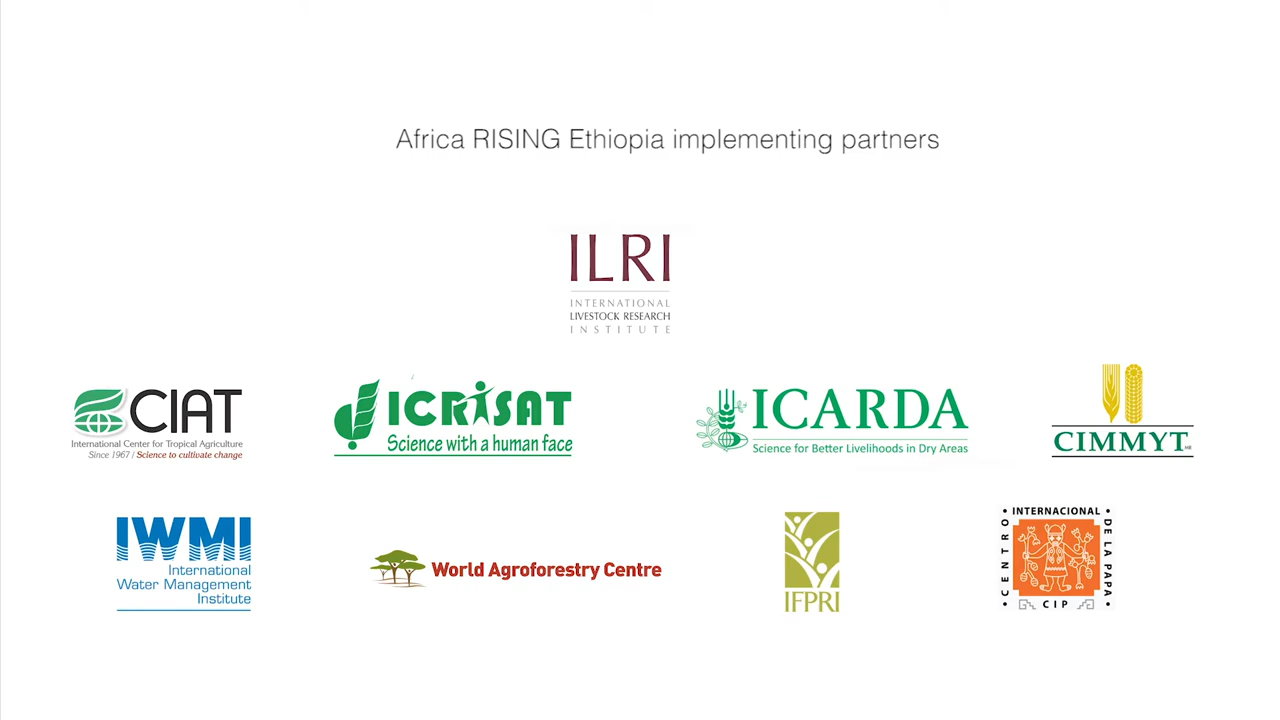 Africa RISING Ethiopia implementing partners
ILRI
INTERNATIONAL
LIVESTOCK RESEARCH
INSTITUTE
CIAT
International Center for Tropical Agriculture
Since 1967 / Science to cultivate change
ICRISAT
Science with a human face
ICARDA
Science for Better Livelihoods in Dry Areas
CIMMYT
IWMI
International
Water Management
Institute
World Agroforestry Centre
IFPRI
CENTRO
INTERNACIONAL
DE LA PAPA
CIP